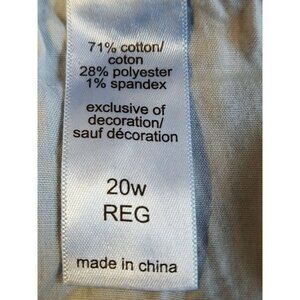 71% cotton/
coton
28% polyester
1% spandex
exclusive of
decoration/
sauf décoration
20w
REG
made in china